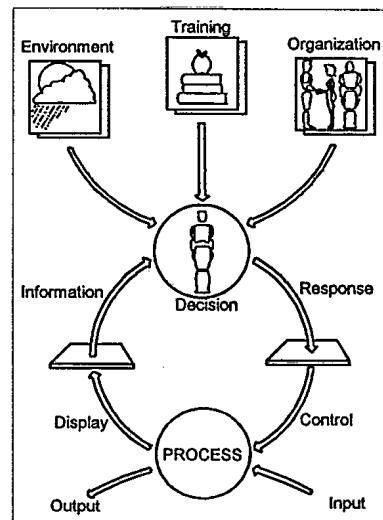 Training
Environment
Organization
Information
Decision
Response
Display
Control
PROCESS
Output
Input